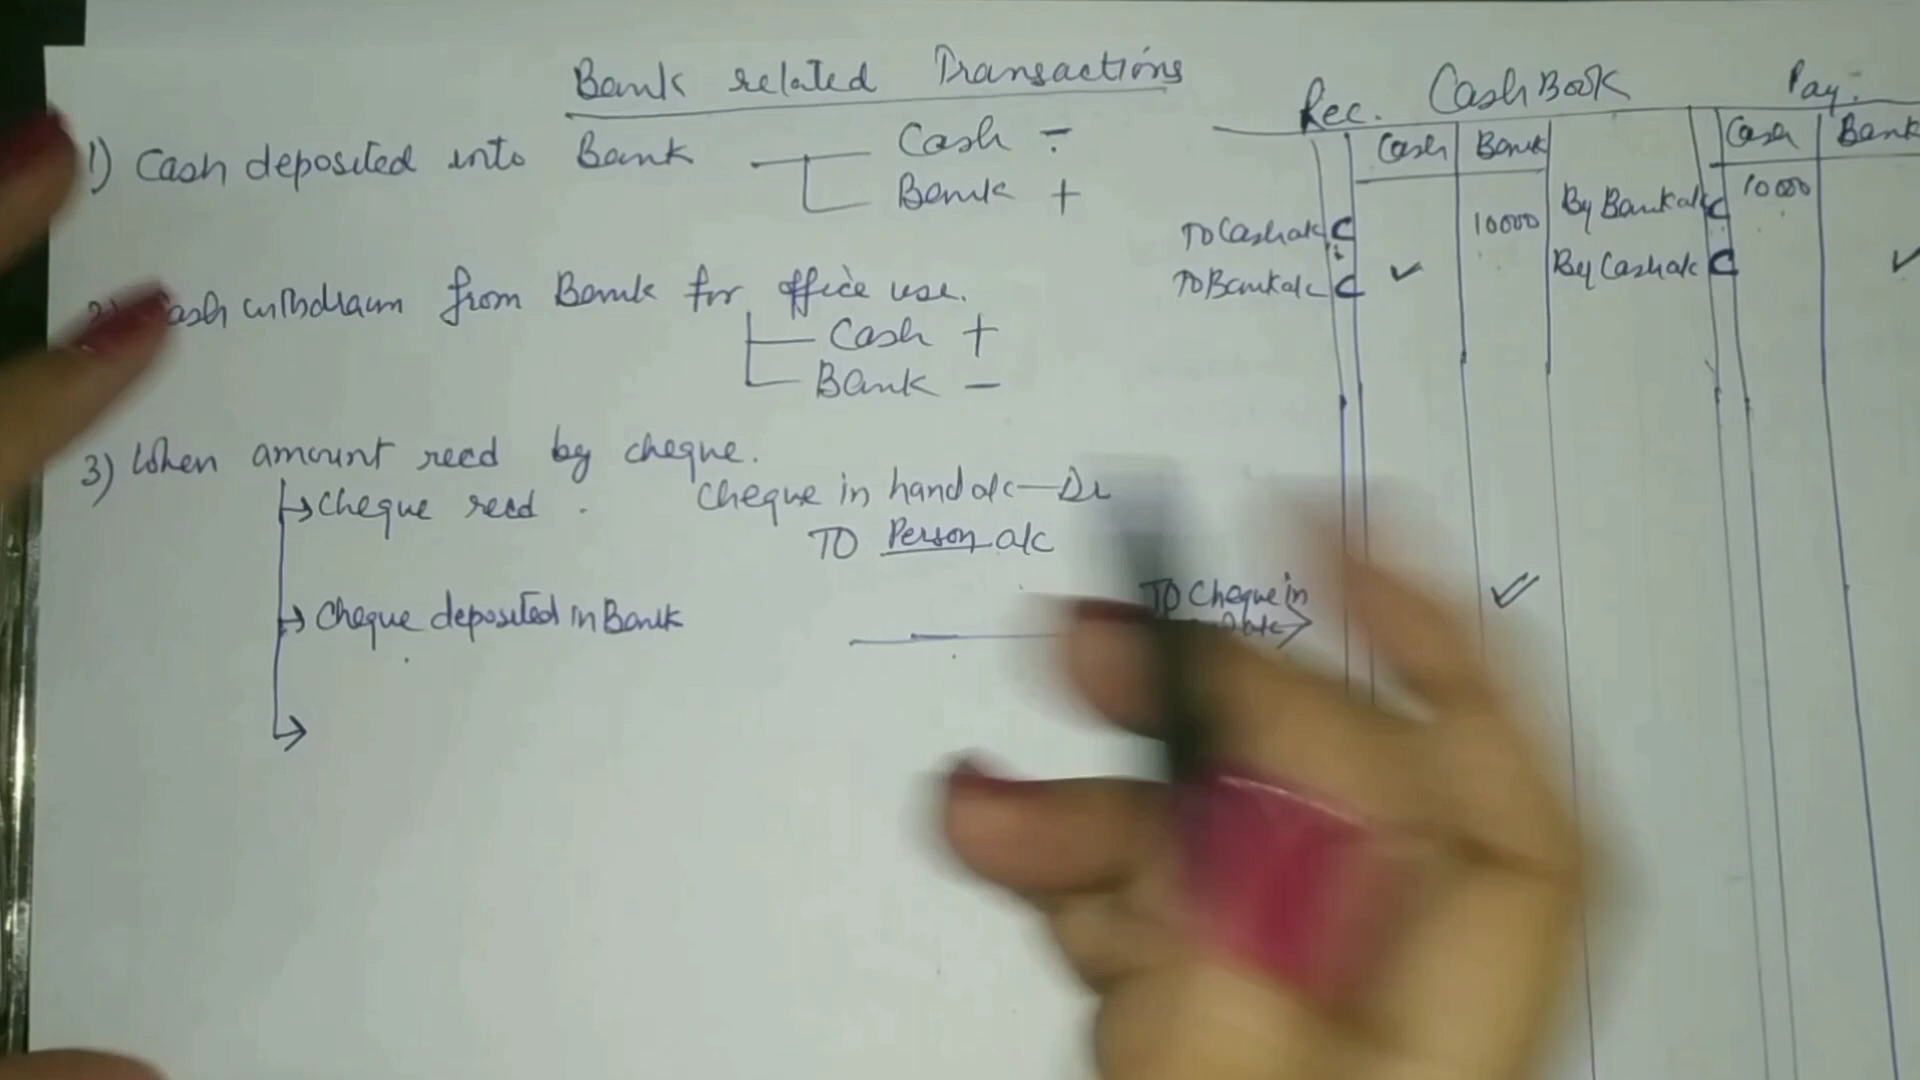 Bank related Transactions
1) Cash deposited into Bank
Cash -
Bank +
Cash withdrawn from Bank for office use.
Cash +
Bank -
3) When amount recd by cheque.
→ Cheque recd.
Cheque in hand a/c — Dr
TO Person a/c
→ Cheque deposited in Bank
Rec. Cash Book Pay.
Cash Bank Cash Bank
By Bank a/c C 10000
To Cash a/c C 10000
By Cash a/c C ✓
To Bank a/c C ✓
TO Cheque in ✓